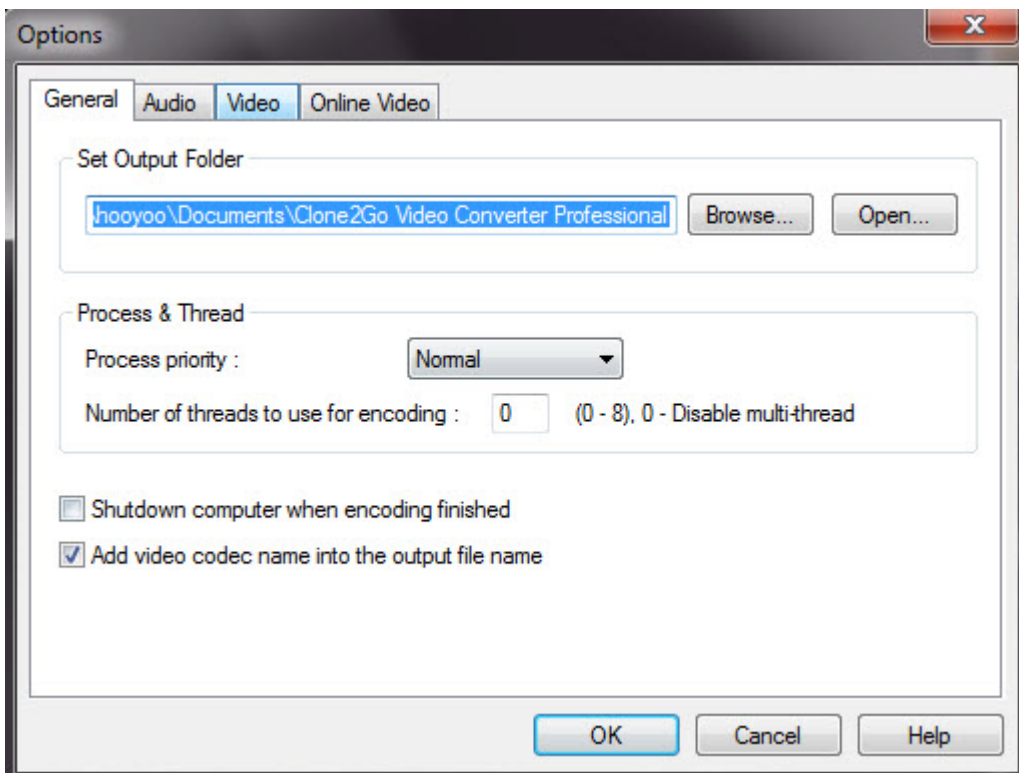 Options
General Audio Video Online Video
Set Output Folder
\hooyoo\Documents\Clone2Go Video Converter Professional Browse... Open...
Process & Thread
Process priority : Normal
Number of threads to use for encoding : 0 (0 - 8), 0 - Disable multi-thread
Shutdown computer when encoding finished
Add video codec name into the output file name
OK Cancel Help